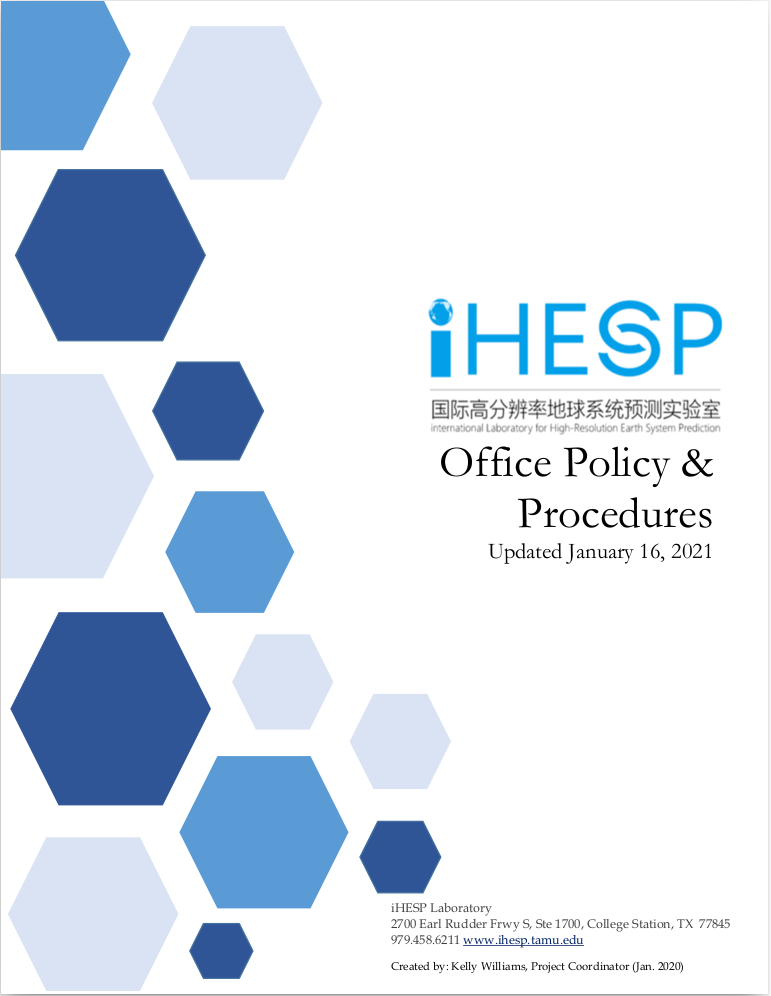 iHESP
国际高分辨率地球系统预测实验室
international Laboratory for High-Resolution Earth System Prediction
Office Policy &
Procedures
Updated January 16, 2021
iHESP Laboratory
2700 Earl Rudder Frwy S, Ste 1700, College Station, TX 77845
979.458.6211 www.ihesp.tamu.edu
Created by: Kelly Williams, Project Coordinator (Jan. 2020)